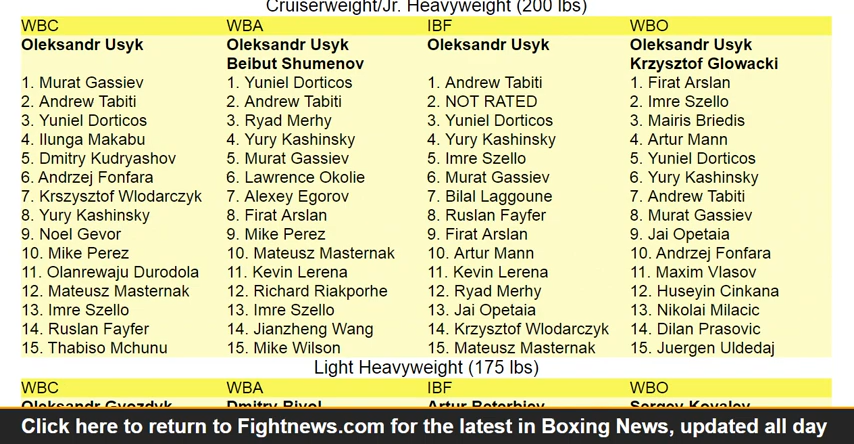 Cruiserweight/Jr. Heavyweight (200 lbs)
WBC WBA IBF WBO
Oleksandr Usyk Oleksandr Usyk Oleksandr Usyk Oleksandr Usyk
Beibut Shumenov Krzysztof Glowacki
1. Murat Gassiev 1. Yuniel Dorticos 1. Andrew Tabiti 1. Firat Arslan
2. Andrew Tabiti 2. Andrew Tabiti 2. NOT RATED 2. Imre Szello
3. Yuniel Dorticos 3. Ryad Merhy 3. Yuniel Dorticos 3. Mairis Briedis
4. Ilunga Makabu 4. Yury Kashinsky 4. Yury Kashinsky 4. Artur Mann
5. Dmitry Kudryashov 5. Murat Gassiev 5. Imre Szello 5. Yuniel Dorticos
6. Andrzej Fonfara 6. Lawrence Okolie 6. Murat Gassiev 6. Yury Kashinsky
7. Krszysztof Wlodarczyk 7. Alexey Egorov 7. Bilal Laggoune 7. Andrew Tabiti
8. Yury Kashinsky 8. Firat Arslan 8. Ruslan Fayfer 8. Murat Gassiev
9. Noel Gevor 9. Mike Perez 9. Firat Arslan 9. Jai Opetaia
10. Mike Perez 10. Mateusz Masternak 10. Artur Mann 10. Andrzej Fonfara
11. Olanrewaju Durodola 11. Kevin Lerena 11. Kevin Lerena 11. Maxim Vlasov
12. Mateusz Masternak 12. Richard Riakporhe 12. Ryad Merhy 12. Huseyin Cinkana
13. Imre Szello 13. Imre Szello 13. Jai Opetaia 13. Nikolai Milacic
14. Ruslan Fayfer 14. Jianzheng Wang 14. Krzysztof Wlodarczyk 14. Dilan Prasovic
15. Thabiso Mchunu 15. Mike Wilson 15. Mateusz Masternak 15. Juergen Uldedaj
Light Heavyweight (175 lbs)
WBC WBA IBF WBO
Oleksandr Gvozdyk Dmitry Bivol Artur Beterbiev Sergey Kovalev
Click here to return to Fightnews.com for the latest in Boxing News, updated all day